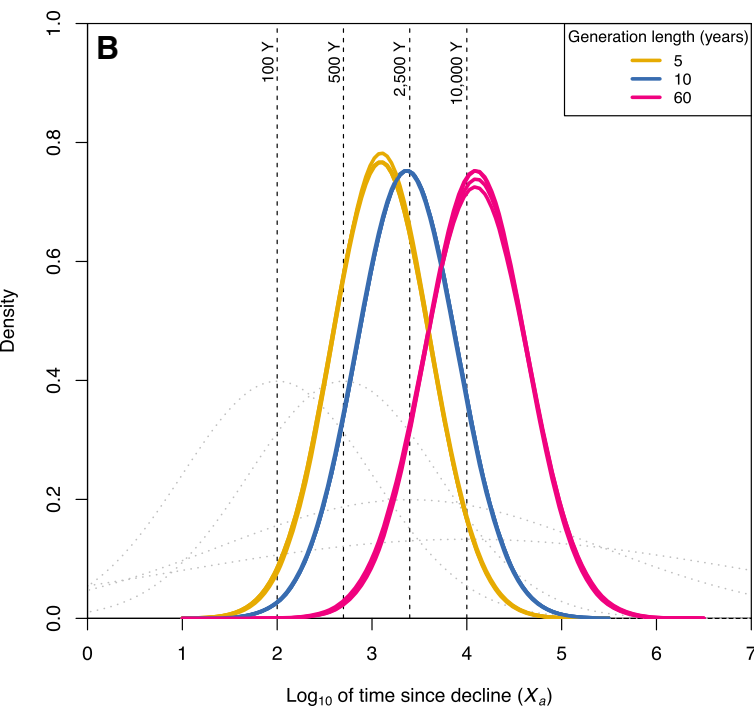 B
Generation length (years)
5
10
60
100 Y
500 Y
2,500 Y
10,000 Y
Density
1.0
0.8
0.6
0.4
0.2
0.0
0 1 2 3 4 5 6 7
Log₁₀ of time since decline (Xₐ)